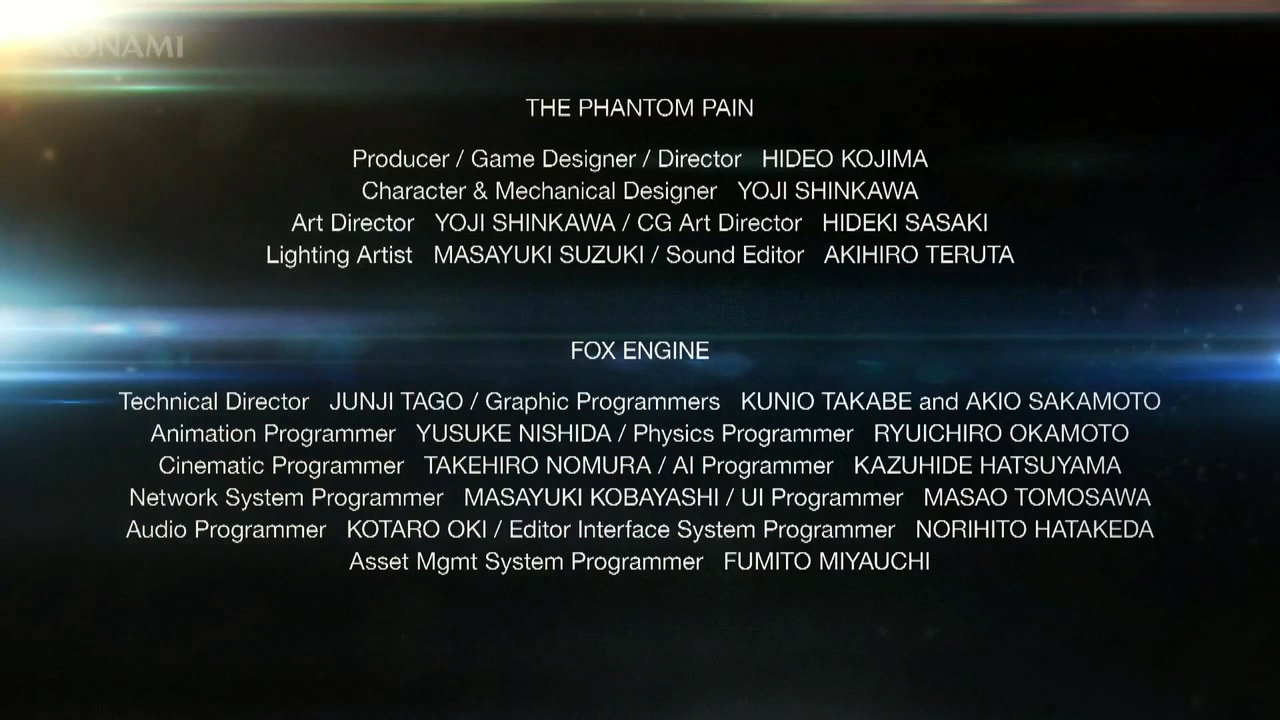 KONAMI
THE PHANTOM PAIN
Producer / Game Designer / Director HIDEO KOJIMA
Character & Mechanical Designer YOJI SHINKAWA
Art Director YOJI SHINKAWA / CG Art Director HIDEKI SASAKI
Lighting Artist MASAYUKI SUZUKI / Sound Editor AKIHIRO TERUTA
FOX ENGINE
Technical Director JUNJI TAGO / Graphic Programmers KUNIO TAKABE and AKIO SAKAMOTO
Animation Programmer YUSUKE NISHIDA / Physics Programmer RYUICHIRO OKAMOTO
Cinematic Programmer TAKEHIRO NOMURA / AI Programmer KAZUHIDE HATSUYAMA
Network System Programmer MASAYUKI KOBAYASHI / UI Programmer MASAO TOMOSAWA
Audio Programmer KOTARO OKI / Editor Interface System Programmer NORIHITO HATAKEDA
Asset Mgmt System Programmer FUMITO MIYAUCHI